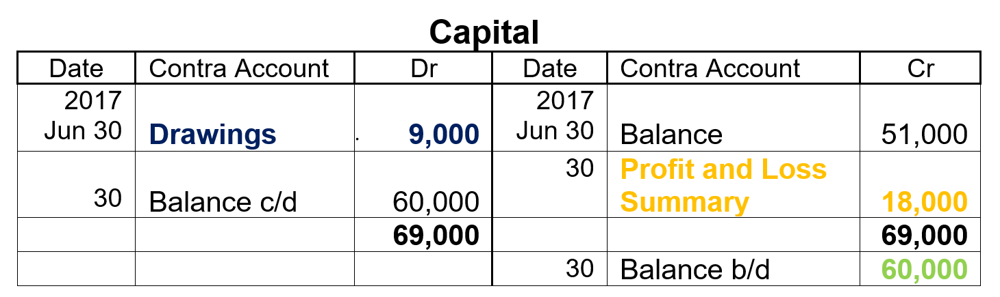 Capital
Date Contra Account Dr Date Contra Account Cr
2017 2017
Jun 30 Drawings . 9,000 Jun 30 Balance 51,000
30 Profit and Loss
30 Balance c/d 60,000 Summary 18,000
69,000 69,000
30 Balance b/d 60,000